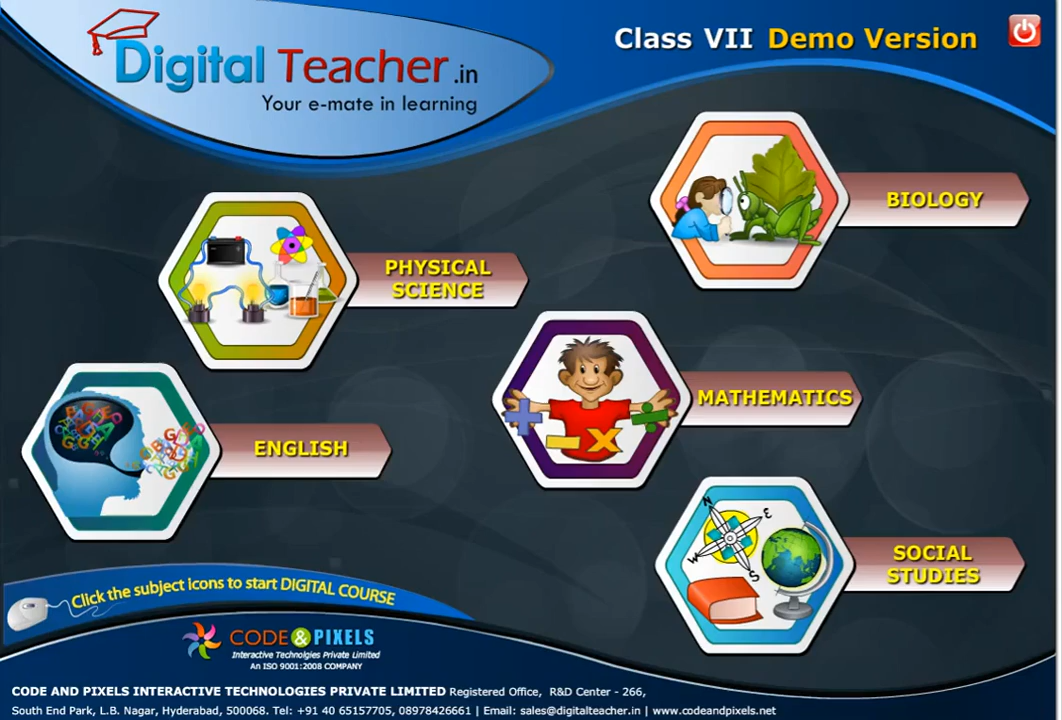 Digital Teacher.in
Your e-mate in learning
Class VII Demo Version
BIOLOGY
PHYSICAL
SCIENCE
MATHEMATICS
ENGLISH
N
E
W
S
SOCIAL
STUDIES
Click the subject icons to start DIGITAL COURSE
CODE & PIXELS
Interactive Technolgies Private Limited
An ISO 9001:2008 COMPANY
CODE AND PIXELS INTERACTIVE TECHNOLOGIES PRIVATE LIMITED Registered Office, R&D Center - 266,
South End Park, L.B. Nagar, Hyderabad, 500068. Tel: +91 40 65157705, 08978426661 | Email: sales@digitalteacher.in | www.codeandpixels.net